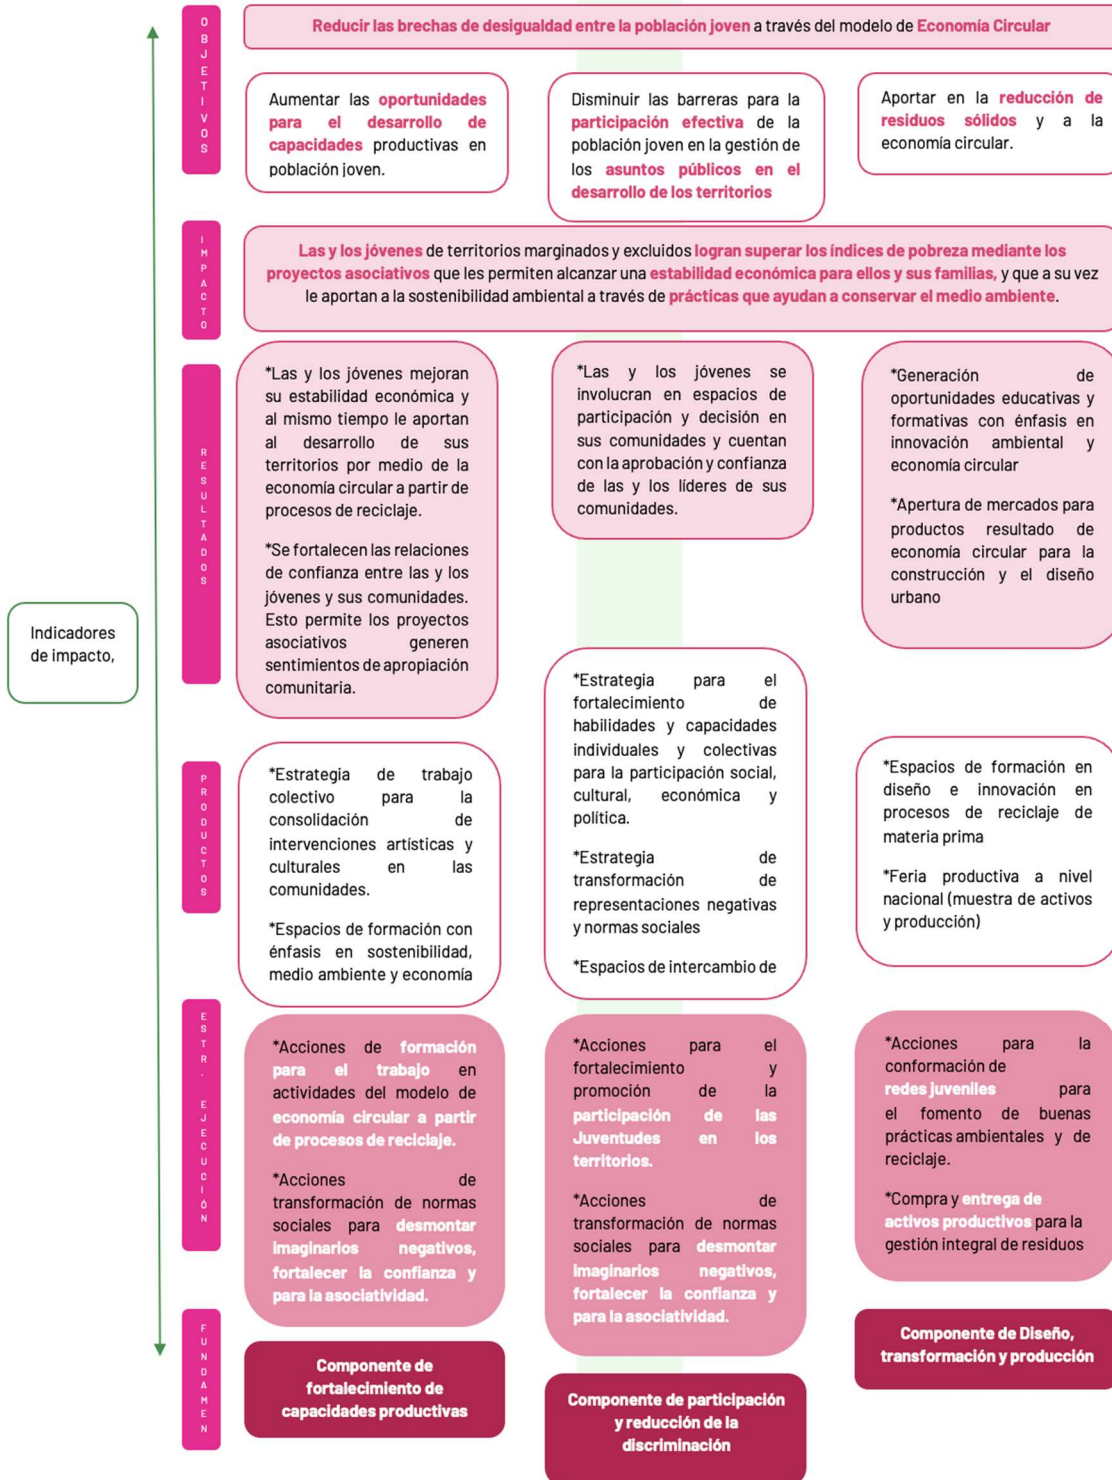 OBJETIVOS
Reducir las brechas de desigualdad entre la población joven a través del modelo de Economía Circular
Aumentar las oportunidades
para el desarrollo de
capacidades productivas en
población joven.
Disminuir las barreras para la
participación efectiva de la
población joven en la gestión de
los asuntos públicos en el
desarrollo de los territorios
Aportar en la reducción de
residuos sólidos y a la
economía circular.
IMPACTO
Las y los jóvenes de territorios marginados y excluidos logran superar los índices de pobreza mediante los
proyectos asociativos que les permiten alcanzar una estabilidad económica para ellos y sus familias, y que a su vez
le aportan a la sostenibilidad ambiental a través de prácticas que ayudan a conservar el medio ambiente.
Indicadores
de impacto,
RESULTADOS
*Las y los jóvenes mejoran
su estabilidad económica y
al mismo tiempo le aportan
al desarrollo de sus
territorios por medio de la
economía circular a partir de
procesos de reciclaje.
*Se fortalecen las relaciones
de confianza entre las y los
jóvenes y sus comunidades.
Esto permite los proyectos
asociativos generen
sentimientos de apropiación
comunitaria.
*Las y los jóvenes se
involucran en espacios de
participación y decisión en
sus comunidades y cuentan
con la aprobación y confianza
de las y los líderes de sus
comunidades.
*Generación de
oportunidades educativas y
formativas con énfasis en
innovación ambiental y
economía circular
*Apertura de mercados para
productos resultado de
economía circular para la
construcción y el diseño
urbano
PRODUCTOS
*Estrategia de trabajo
colectivo para la
consolidación de
intervenciones artísticas y
culturales en las
comunidades.
*Espacios de formación con
énfasis en sostenibilidad,
medio ambiente y economía
*Estrategia para el
fortalecimiento de
habilidades y capacidades
individuales y colectivas
para la participación social,
cultural, económica y
política.
*Estrategia de
transformación de
representaciones negativas
y normas sociales
*Espacios de intercambio de
*Espacios de formación en
diseño e innovación en
procesos de reciclaje de
materia prima
*Feria productiva a nivel
nacional (muestra de activos
y producción)
ESTR. EJECUCIÓN
*Acciones de formación
para el trabajo en
actividades del modelo de
economía circular a partir
de procesos de reciclaje.
*Acciones de
transformación de normas
sociales para desmontar
imaginarios negativos,
fortalecer la confianza y
para la asociatividad.
*Acciones para el
fortalecimiento y
promoción de la
participación de las
Juventudes en los
territorios.
*Acciones de
transformación de normas
sociales para desmontar
imaginarios negativos,
fortalecer la confianza y
para la asociatividad.
*Acciones para la
conformación de
redes juveniles para
el fomento de buenas
prácticas ambientales y de
reciclaje.
*Compra y entrega de
activos productivos para la
gestión integral de residuos
FUNDAMEN
Componente de
fortalecimiento de
capacidades productivas
Componente de participación
y reducción de la
discriminación
Componente de Diseño,
transformación y producción